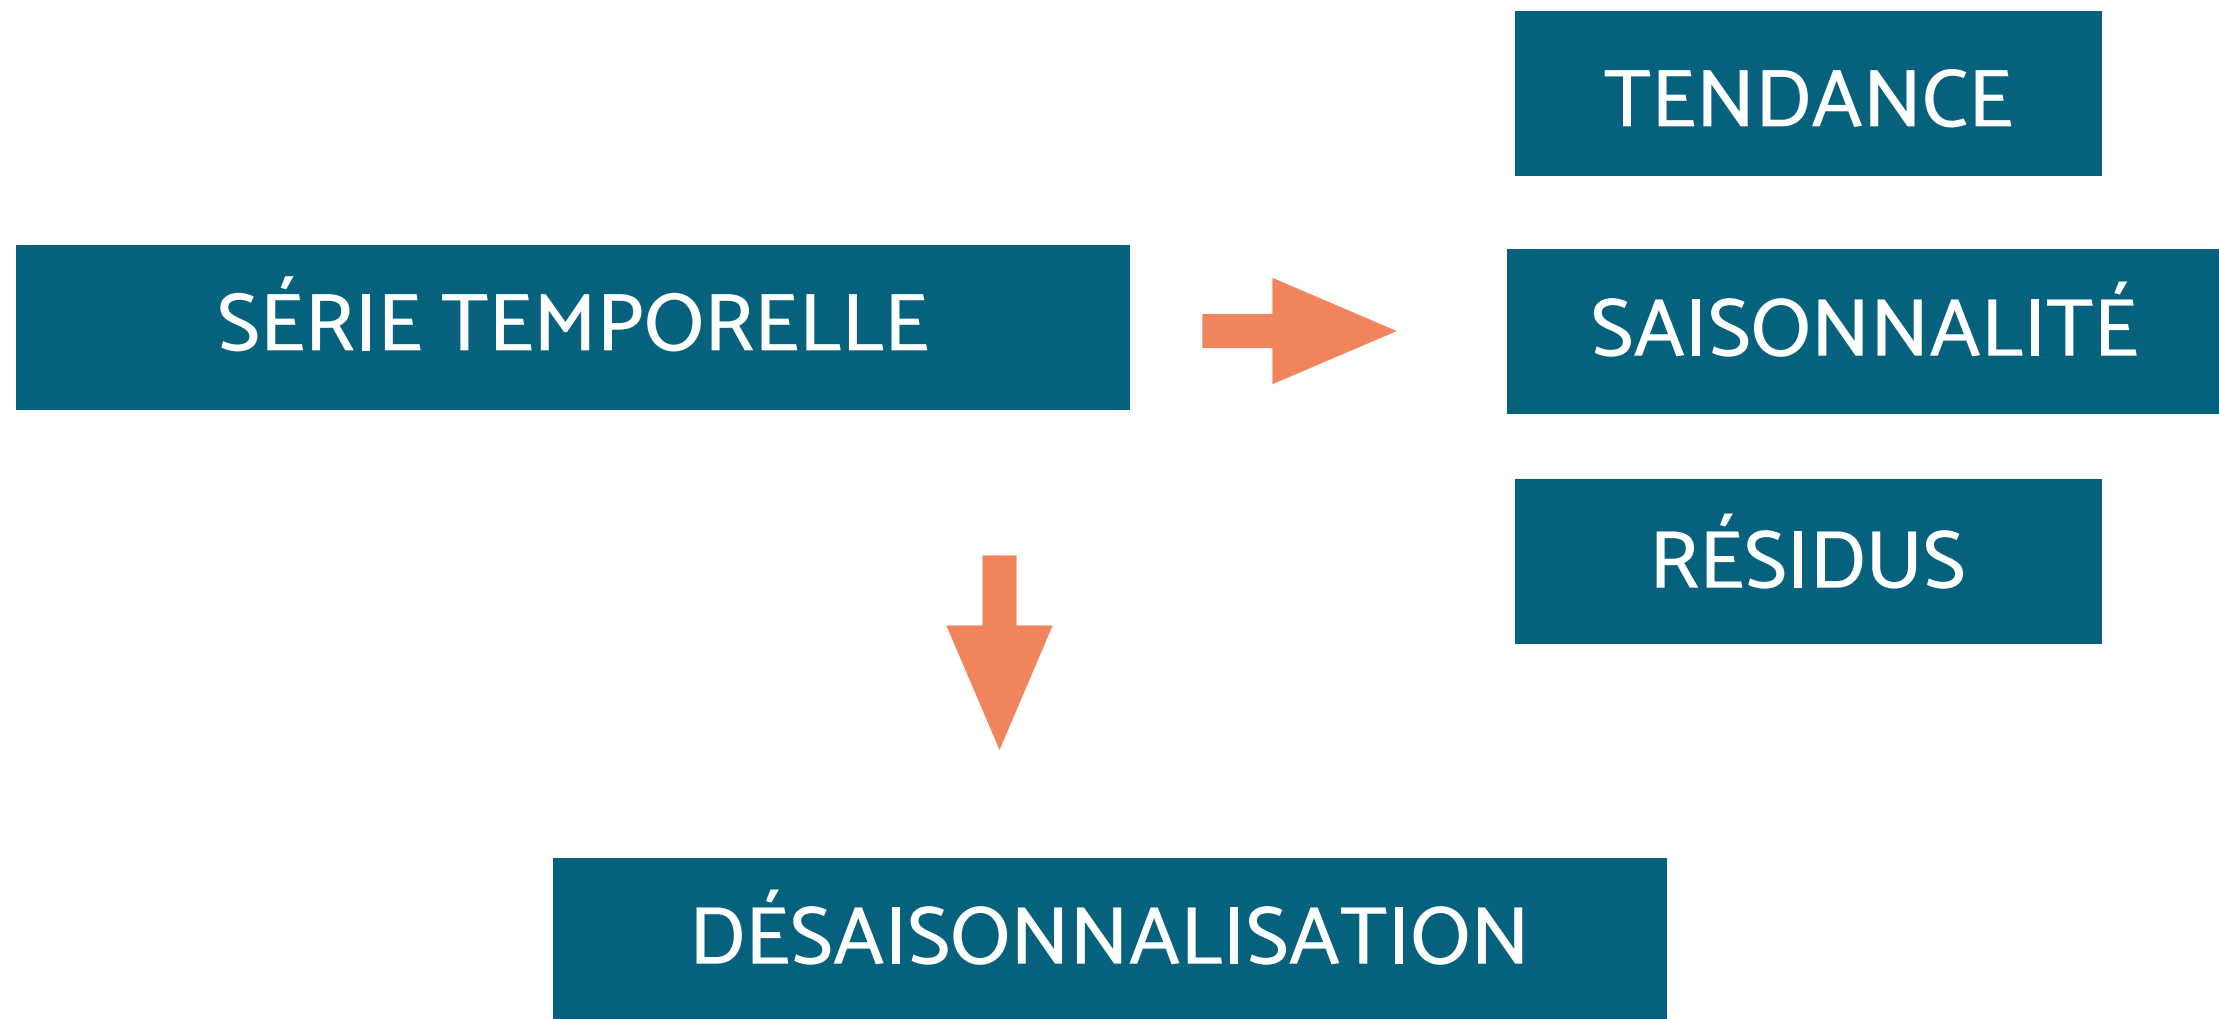 TENDANCE
SÉRIE TEMPORELLE
SAISONNALITÉ
RÉSIDUS
DÉSAISONNALISATION